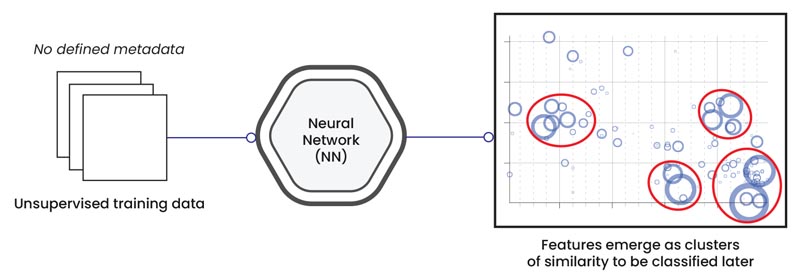 No defined metadata
Unsupervised training data
Neural
Network
(NN)
Features emerge as clusters
of similarity to be classified later